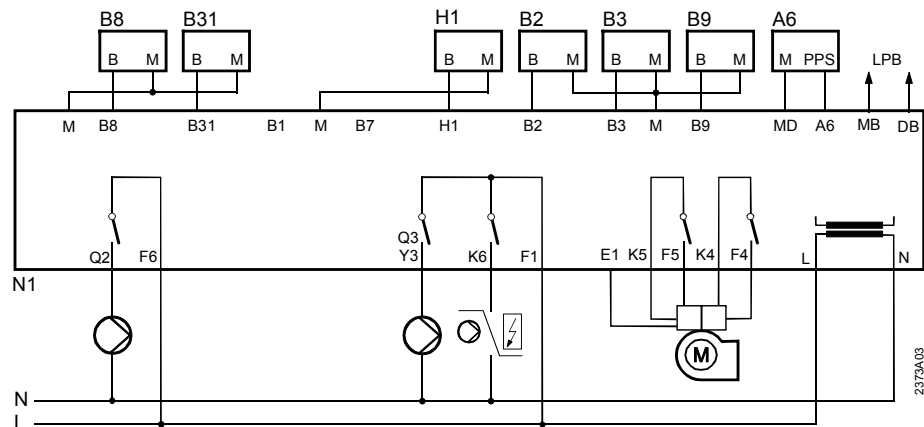 B8 B31 H1 B2 B3 B9 A6
B M B M B M B M B M B M M PPS LPB
M B8 B31 B1 M B7 H1 B2 B3 M B9 MD A6 MB DB
Q3
Q2 F6 Y3 K6 F1 E1 K5 F5 K4 F4 L N
N1
M
2373A03
N
L